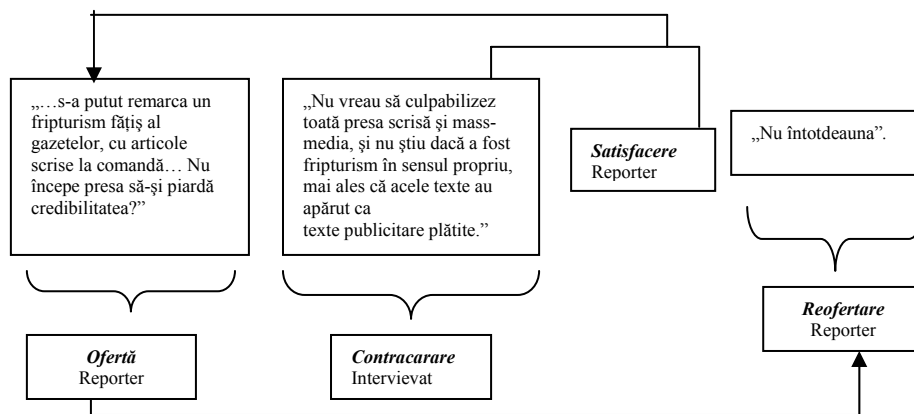 „…s-a putut remarca un
fripturism fățiș al
gazetelor, cu articole
scrise la comandă… Nu
începe presa să-și piardă
credibilitatea?”
„Nu vreau să culpabilizez
toată presa scrisă și mass-
media, și nu știu dacă a fost
fripturism în sensul propriu,
mai ales că acele texte au
apărut ca
texte publicitare plătite.”
Satisfacere
Reporter
„Nu întotdeauna”.
Ofertă
Reporter
Contracarare
Intervievat
Reofertare
Reporter